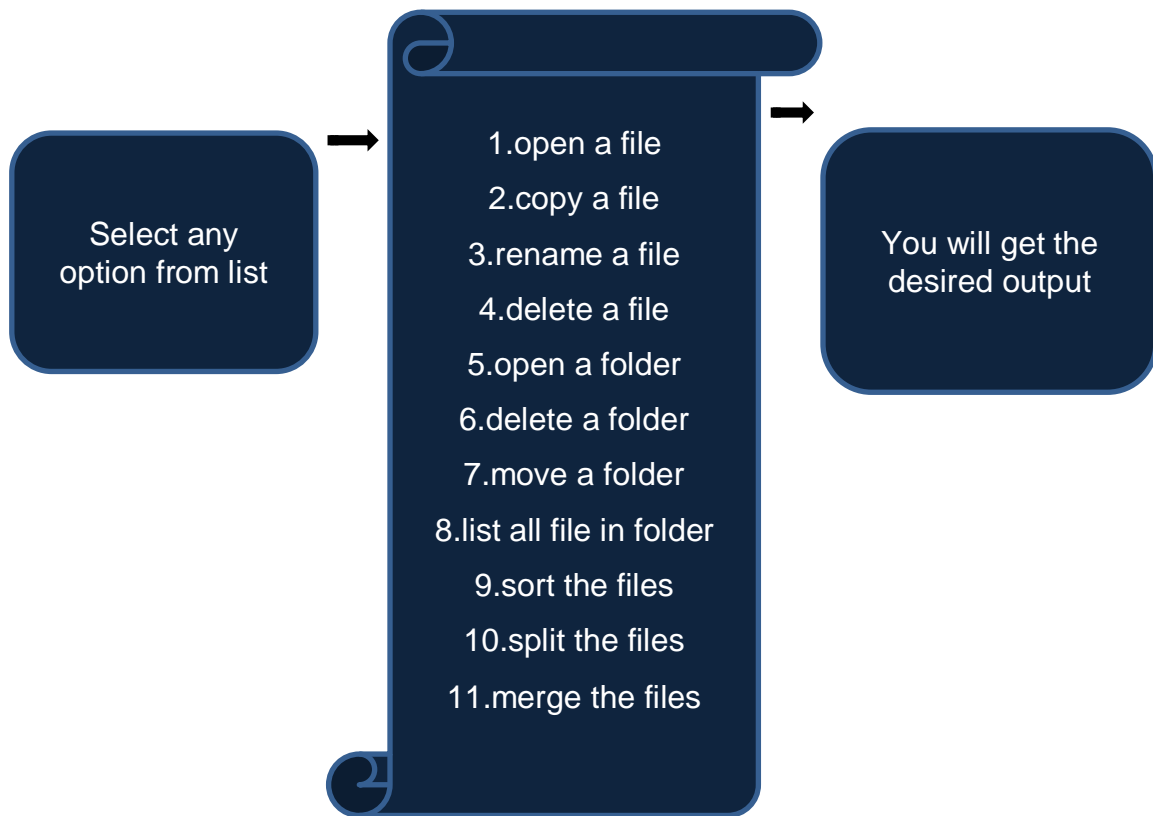 Select any
option from list
1.open a file
2.copy a file
3.rename a file
4.delete a file
5.open a folder
6.delete a folder
7.move a folder
8.list all file in folder
9.sort the files
10.split the files
11.merge the files
You will get the
desired output